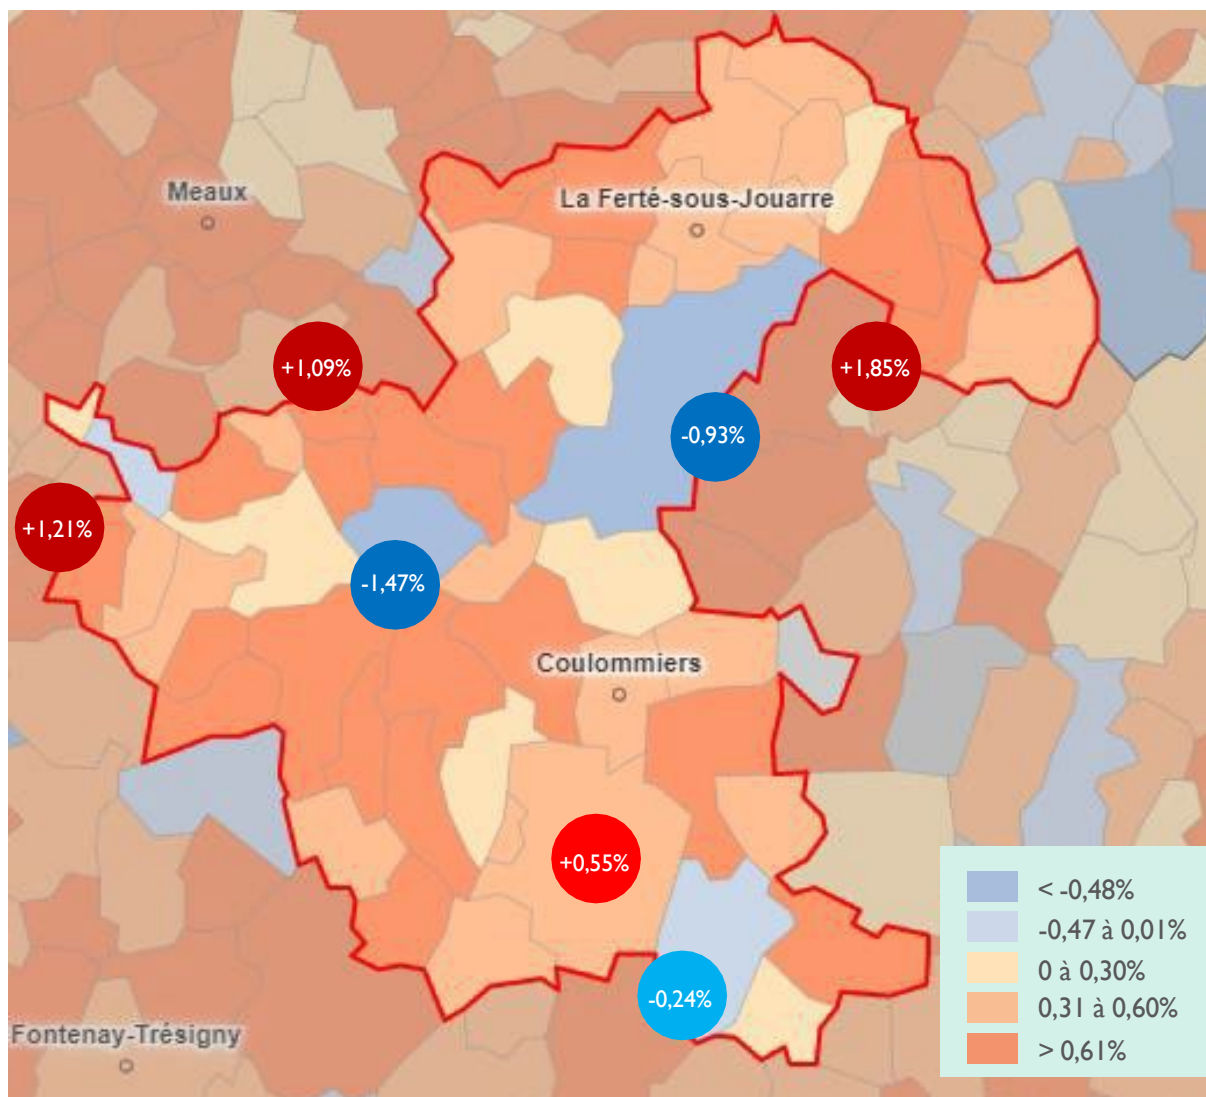 Meaux
La Ferté-sous-Jouarre
+1,09%
+1,85%
-0,93%
+1,21%
-1,47%
Coulommiers
+0,55%
-0,24%
Fontenay-Trésigny
< -0,48%
-0,47 à 0,01%
0 à 0,30%
0,31 à 0,60%
> 0,61%